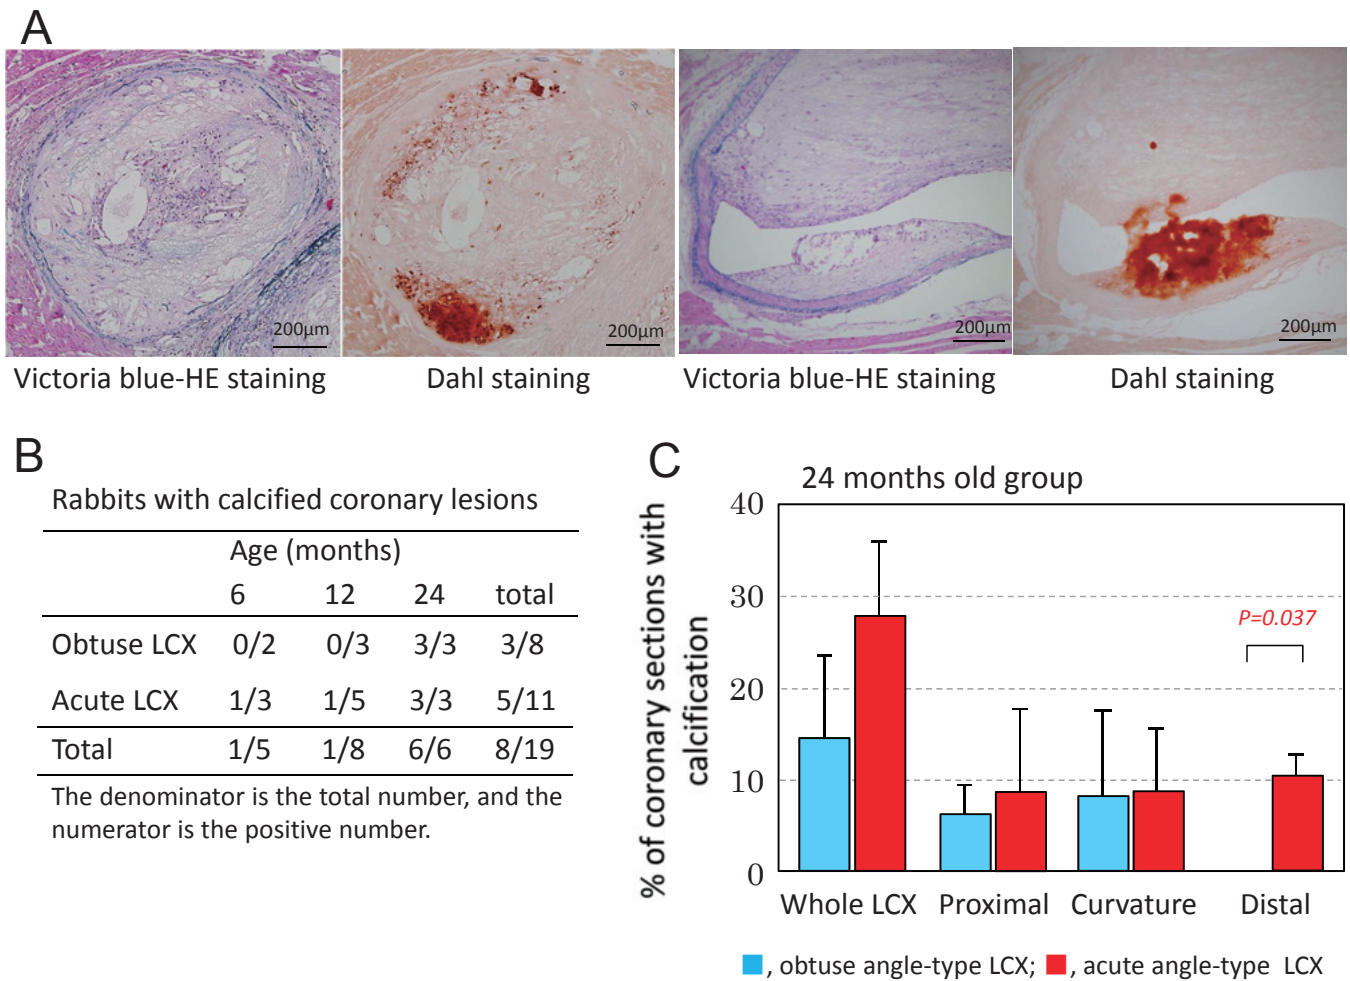 A
200μm
200μm
200μm
200μm
Victoria blue-HE staining
Dahl staining
Victoria blue-HE staining
Dahl staining
B
Rabbits with calcified coronary lesions
Age (months)
6 12 24 total
Obtuse LCX 0/2 0/3 3/3 3/8
Acute LCX 1/3 1/5 3/3 5/11
Total 1/5 1/8 6/6 8/19
The denominator is the total number, and the
numerator is the positive number.
C
24 months old group
% of coronary sections with
calcification
40
30
20
10
0
P=0.037
Whole LCX Proximal Curvature Distal
, obtuse angle-type LCX; , acute angle-type LCX